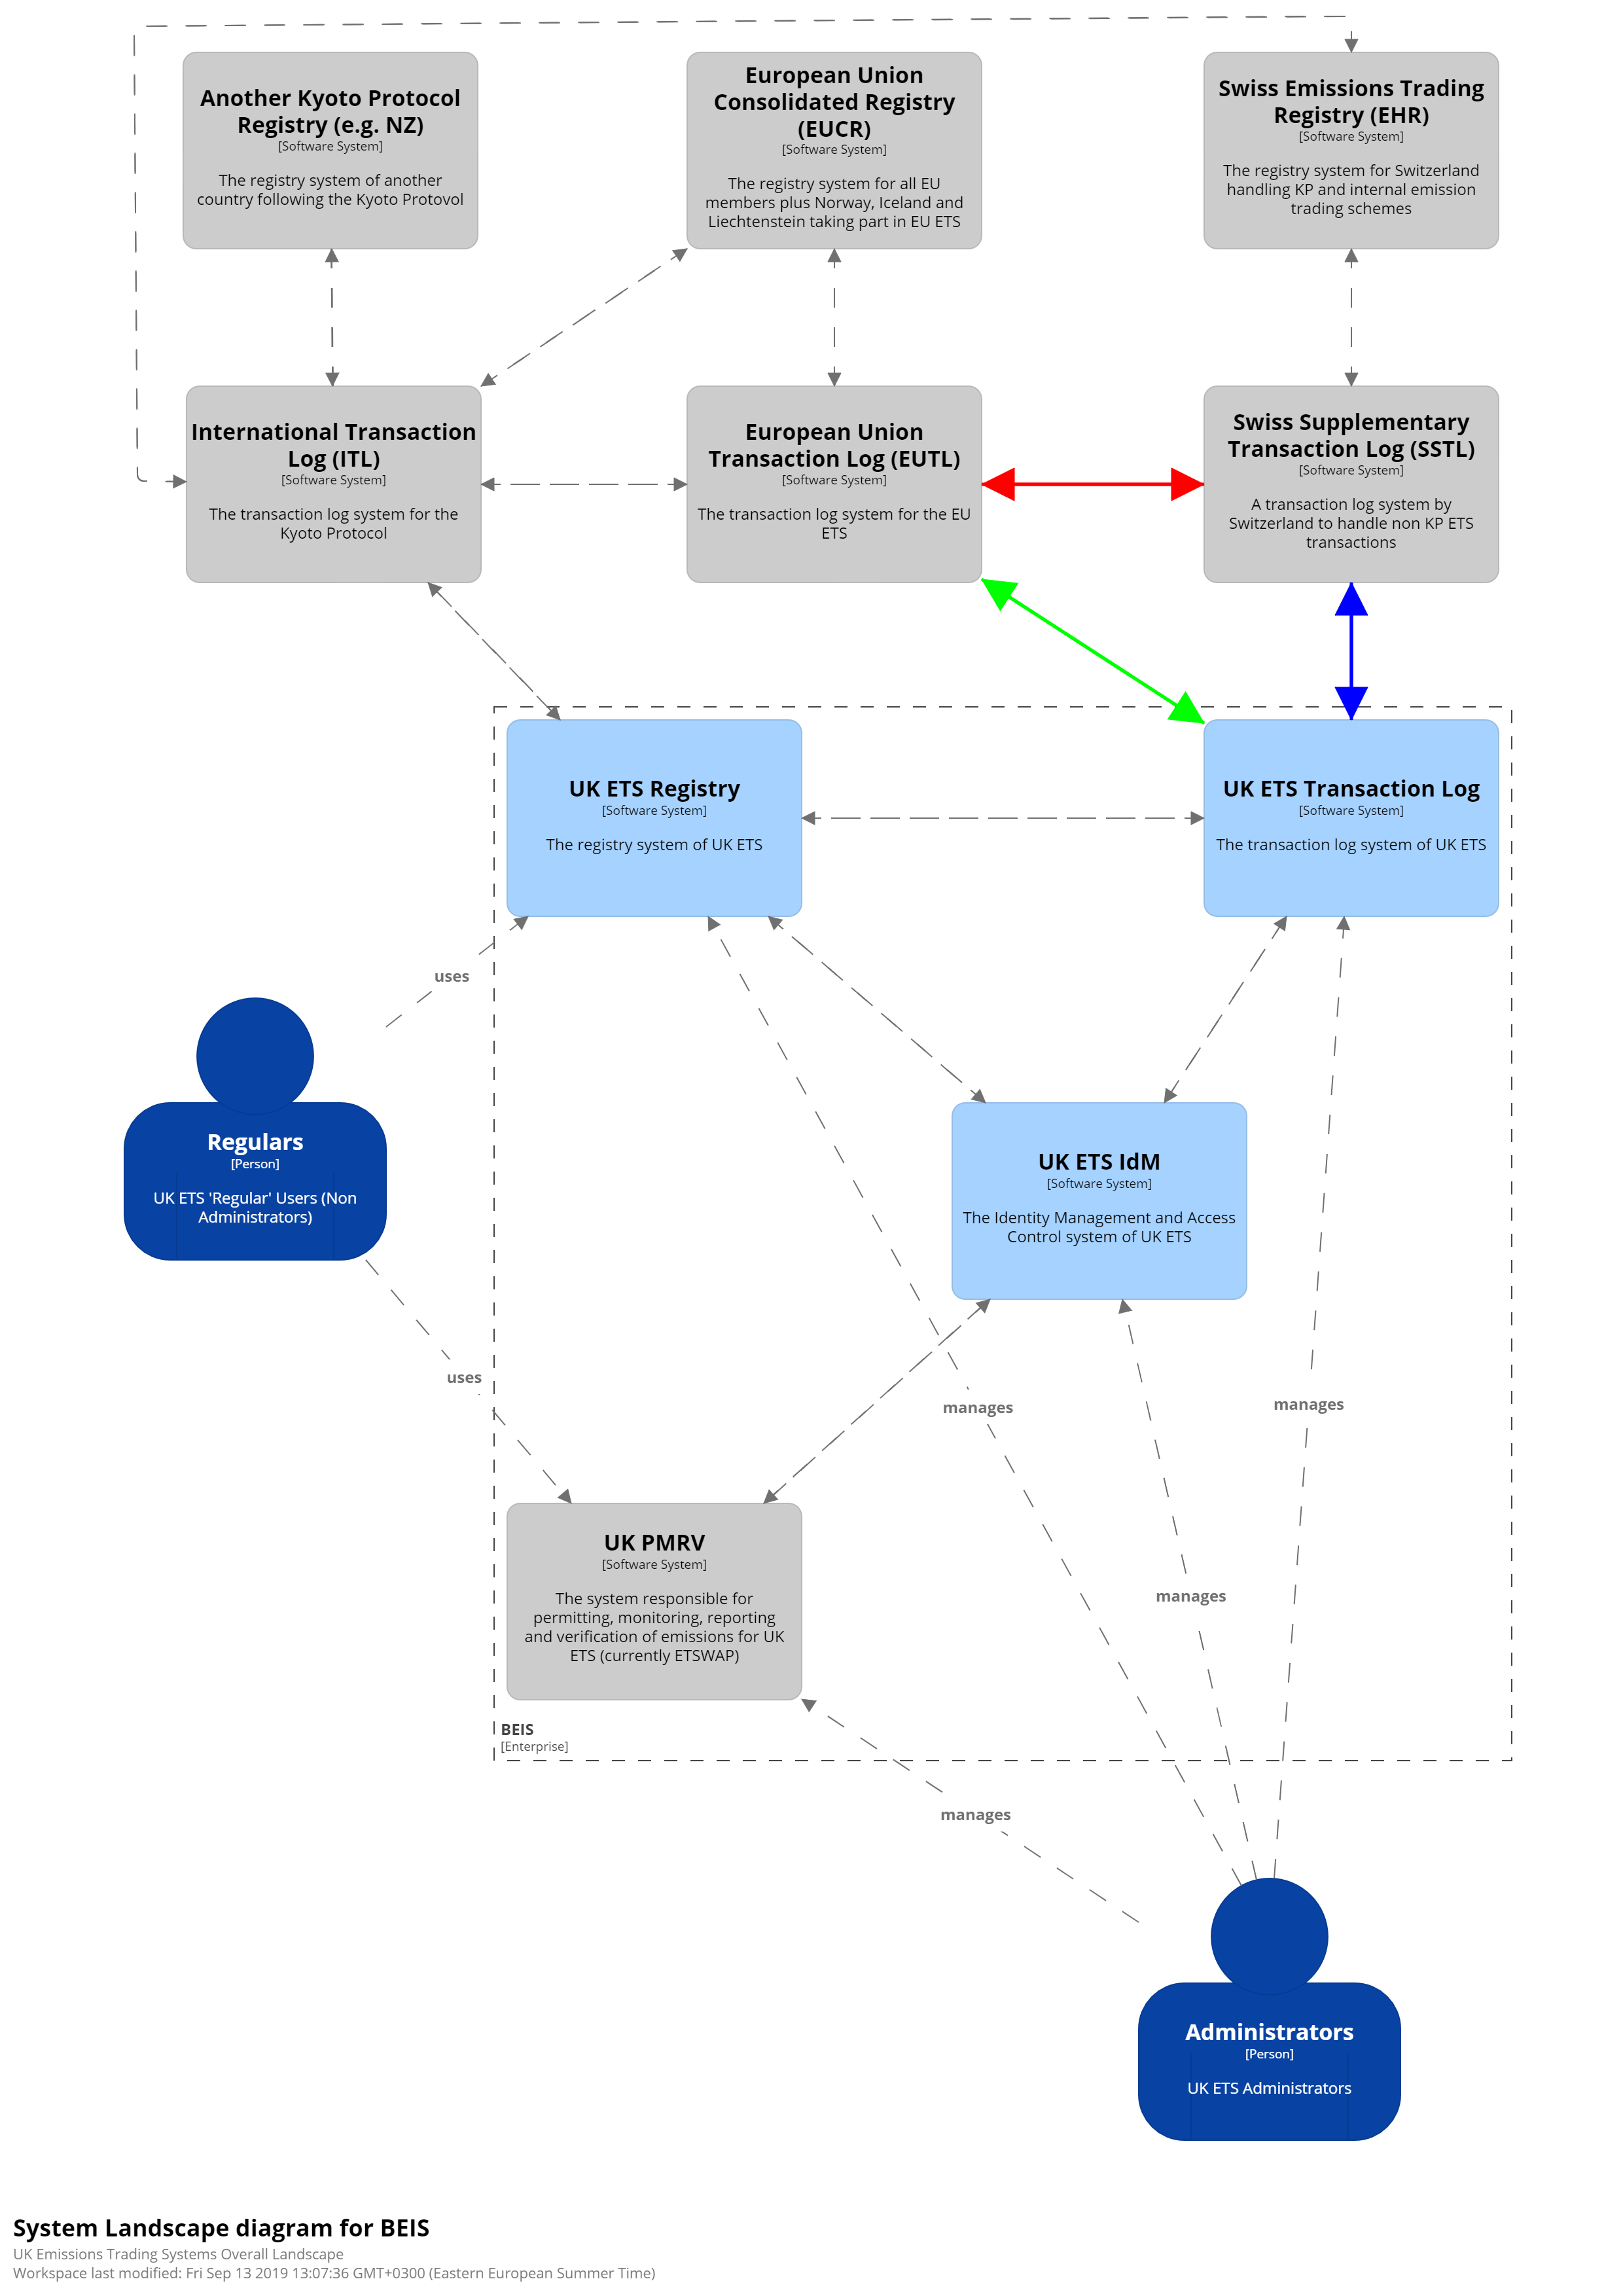 Another Kyoto Protocol
Registry (e.g. NZ)
[Software System]
The registry system of another
country following the Kyoto Protovol
European Union
Consolidated Registry
(EUCR)
[Software System]
The registry system for all EU
members plus Norway, Iceland and
Liechtenstein taking part in EU ETS
Swiss Emissions Trading
Registry (EHR)
[Software System]
The registry system for Switzerland
handling KP and internal emission
trading schemes
International Transaction
Log (ITL)
[Software System]
The transaction log system for the
Kyoto Protocol
European Union
Transaction Log (EUTL)
[Software System]
The transaction log system for the EU
ETS
Swiss Supplementary
Transaction Log (SSTL)
[Software System]
A transaction log system by
Switzerland to handle non KP ETS
transactions
UK ETS Registry
[Software System]
The registry system of UK ETS
UK ETS Transaction Log
[Software System]
The transaction log system of UK ETS
uses
Regulars
[Person]
UK ETS 'Regular' Users (Non
Administrators)
UK ETS IdM
[Software System]
The Identity Management and Access
Control system of UK ETS
uses
manages
manages
manages
UK PMRV
[Software System]
The system responsible for
permitting, monitoring, reporting
and verification of emissions for UK
ETS (currently ETSWAP)
BEIS
[Enterprise]
manages
Administrators
[Person]
UK ETS Administrators
System Landscape diagram for BEIS
UK Emissions Trading Systems Overall Landscape
Workspace last modified: Fri Sep 13 2019 13:07:36 GMT+0300 (Eastern European Summer Time)